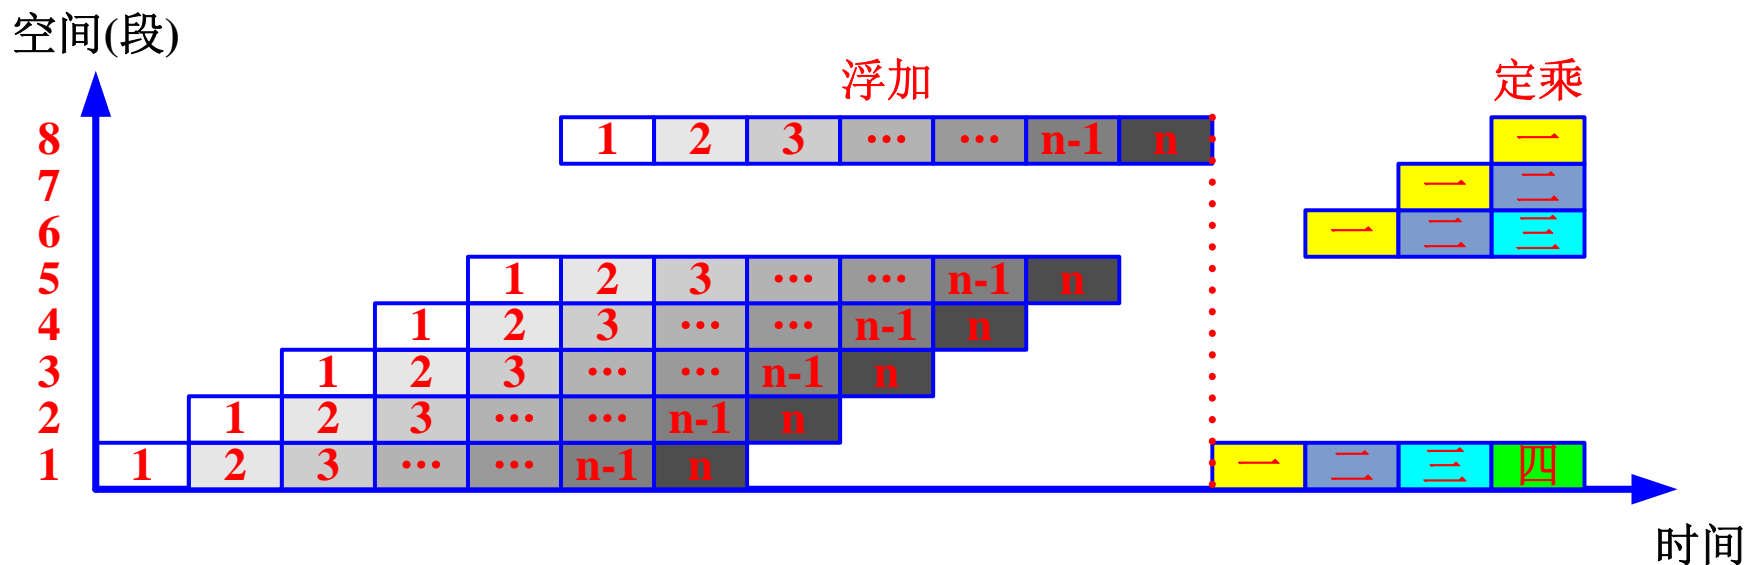 空间(段)
浮加 定乘
8 1 2 3 ··· ··· n-1 n 一
7 一 二
6 一 二 三
5 1 2 3 ··· ··· n-1 n
4 1 2 3 ··· ··· n-1 n
3 1 2 3 ··· ··· n-1 n
2 1 2 3 ··· ··· n-1 n
1 1 2 3 ··· ··· n-1 n 一 二 三 四
时间